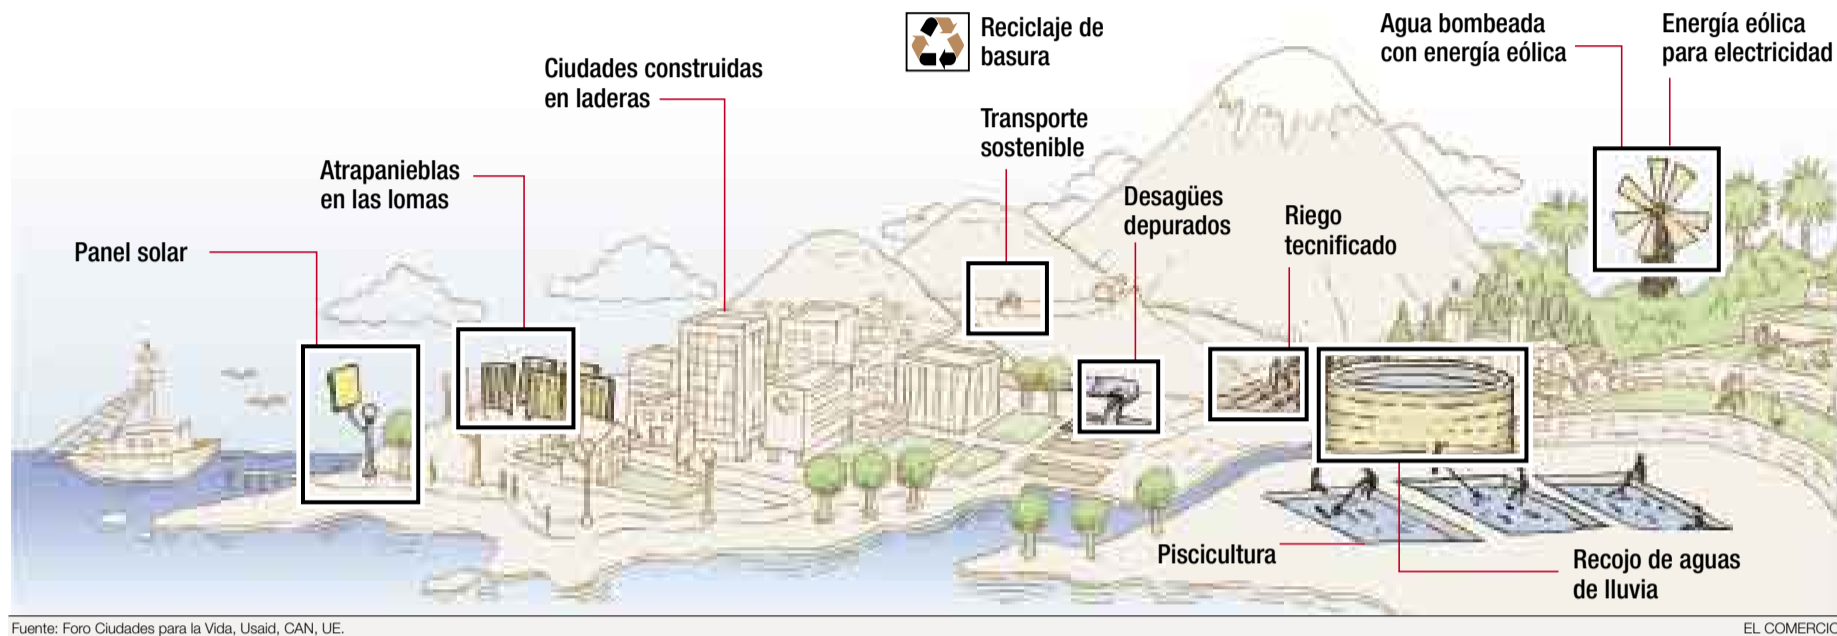 Reciclaje de
basura
Agua bombeada
con energía eólica
Energía eólica
para electricidad
Ciudades construidas
en laderas
Transporte
sostenible
Atrapanieblas
en las lomas
Desagües
depurados
Riego
tecnificado
Panel solar
Piscicultura
Recojo de aguas
de lluvia
Fuente: Foro Ciudades para la Vida, Usaid, CAN, UE.
EL COMERCIO